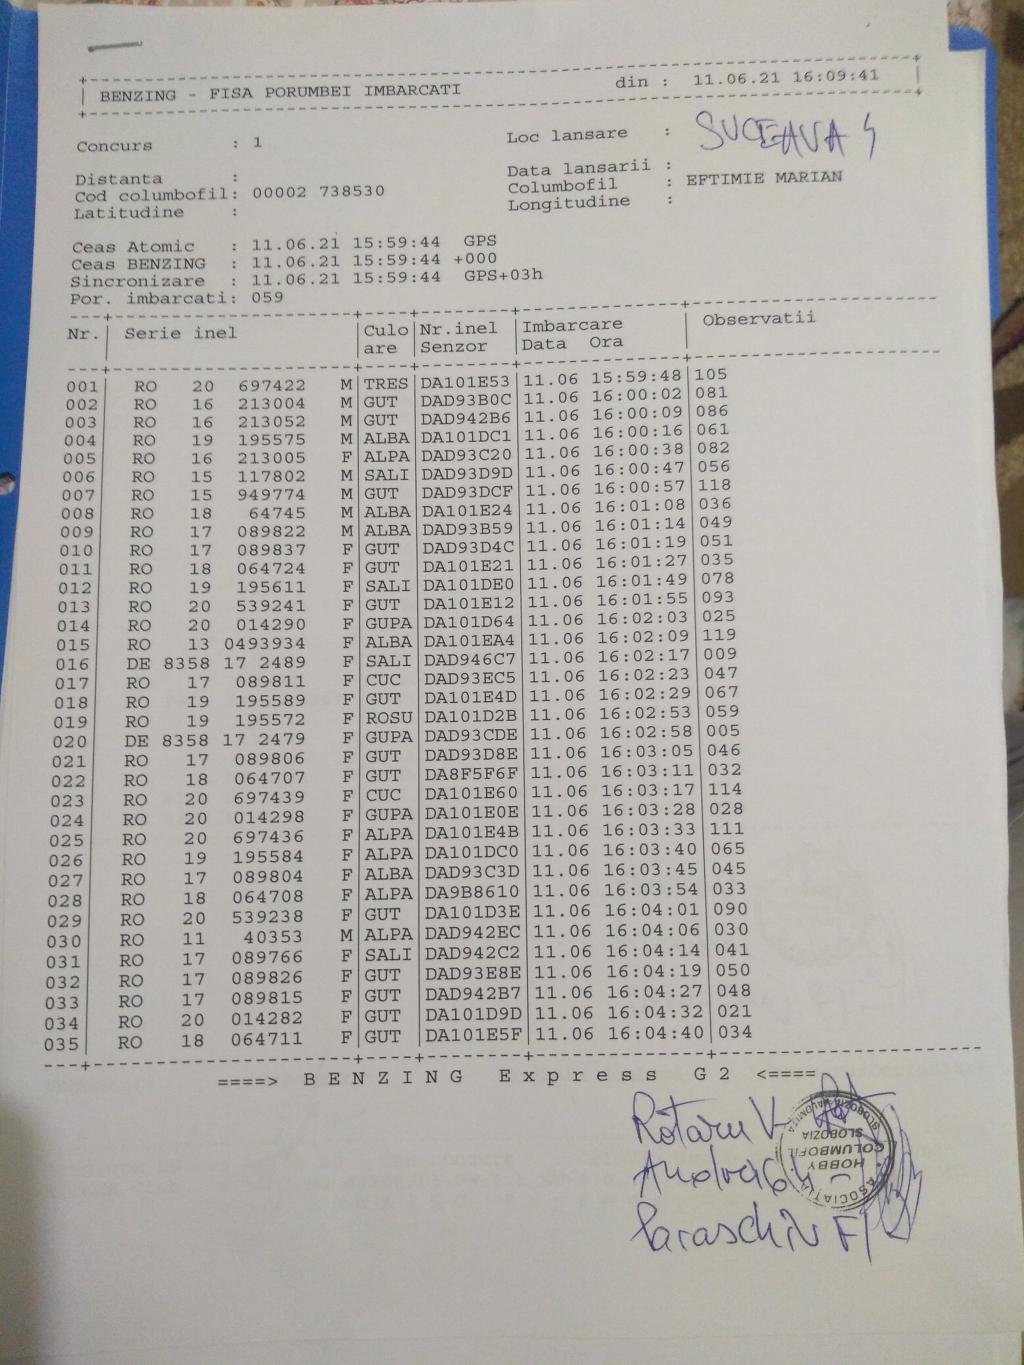 BENZING - FISA PORUMBEI IMBARCATI din : 11.06.21 16:09:41
Concurs : 1 Loc lansare : SUCEAVA
Distanta : Data lansarii :
Cod columbofil: 00002 738530 Columbofil : EFTIMIE MARIAN
Latitudine : Longitudine :
Ceas Atomic : 11.06.21 15:59:44 GPS
Ceas BENZING : 11.06.21 15:59:44 +000
Sincronizare : 11.06.21 15:59:44 GPS+03h
Por. imbarcati: 059
Nr. | Serie inel | Culo | Nr.inel | Imbarcare | Observatii
are | Senzor | Data Ora
001 | RO 20 697422 M | TRES | DA101E53 | 11.06 15:59:48 | 105
002 | RO 16 213004 M | GUT | DAD93B0C | 11.06 16:00:02 | 081
003 | RO 16 213052 M | GUT | DAD942B6 | 11.06 16:00:09 | 086
004 | RO 19 195575 M | ALBA | DA101DC1 | 11.06 16:00:16 | 061
005 | RO 16 213005 F | ALPA | DAD93C20 | 11.06 16:00:38 | 082
006 | RO 15 117802 M | SALI | DAD93D9D | 11.06 16:00:47 | 056
007 | RO 15 949774 M | GUT | DAD93DCF | 11.06 16:00:57 | 118
008 | RO 18 64745 M | ALBA | DA101E24 | 11.06 16:01:08 | 036
009 | RO 17 089822 M | ALBA | DAD93B59 | 11.06 16:01:14 | 049
010 | RO 17 089837 F | GUT | DAD93D4C | 11.06 16:01:19 | 051
011 | RO 18 064724 F | GUT | DA101E21 | 11.06 16:01:27 | 035
012 | RO 19 195611 F | SALI | DA101DE0 | 11.06 16:01:49 | 078
013 | RO 20 539241 F | GUT | DA101E12 | 11.06 16:01:55 | 093
014 | RO 20 014290 F | GUPA | DA101D64 | 11.06 16:02:03 | 025
015 | RO 13 0493934 F | ALBA | DA101EA4 | 11.06 16:02:09 | 119
016 | DE 8358 17 2489 F | SALI | DAD946C7 | 11.06 16:02:17 | 009
017 | RO 17 089811 F | CUC | DAD93EC5 | 11.06 16:02:23 | 047
018 | RO 19 195589 F | GUT | DA101E4D | 11.06 16:02:29 | 067
019 | RO 19 195572 F | ROSU | DA101D2B | 11.06 16:02:53 | 059
020 | DE 8358 17 2479 F | GUPA | DAD93CDE | 11.06 16:02:58 | 005
021 | RO 17 089806 F | GUT | DAD93D8E | 11.06 16:03:05 | 046
022 | RO 18 064707 F | GUT | DA8F5F6F | 11.06 16:03:11 | 032
023 | RO 20 697439 F | CUC | DA101E60 | 11.06 16:03:17 | 114
024 | RO 20 014298 F | GUPA | DA101E0E | 11.06 16:03:28 | 028
025 | RO 20 697436 F | ALPA | DA101E4B | 11.06 16:03:33 | 111
026 | RO 19 195584 F | ALPA | DA101DC0 | 11.06 16:03:40 | 065
027 | RO 17 089804 F | ALBA | DAD93C3D | 11.06 16:03:45 | 045
028 | RO 18 064708 F | ALPA | DA9B8610 | 11.06 16:03:54 | 033
029 | RO 20 539238 F | GUT | DA101D3E | 11.06 16:04:01 | 090
030 | RO 11 40353 M | ALPA | DAD942EC | 11.06 16:04:06 | 030
031 | RO 17 089766 F | SALI | DAD942C2 | 11.06 16:04:14 | 041
032 | RO 17 089826 F | GUT | DAD93E8E | 11.06 16:04:19 | 050
033 | RO 17 089815 F | GUT | DAD942B7 | 11.06 16:04:27 | 048
034 | RO 20 014282 F | GUT | DA101D9D | 11.06 16:04:32 | 021
035 | RO 18 064711 F | GUT | DA101E5F | 11.06 16:04:40 | 034
====> BENZING Express G2 <====
Rotaru V
ASOCIATIA
HOBBY
COLUMBOFIL
SLOBOZIA
Paraschiv F